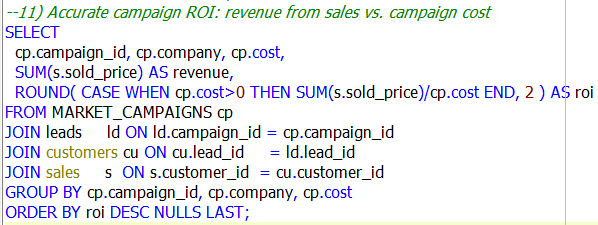 --11) Accurate campaign ROI: revenue from sales vs. campaign cost
SELECT
  cp.campaign_id, cp.company, cp.cost,
  SUM(s.sold_price) AS revenue,
  ROUND( CASE WHEN cp.cost>0 THEN SUM(s.sold_price)/cp.cost END, 2 ) AS roi
FROM MARKET_CAMPAIGNS cp
JOIN leads     ld ON ld.campaign_id = cp.campaign_id
JOIN customers cu ON cu.lead_id     = ld.lead_id
JOIN sales     s  ON s.customer_id  = cu.customer_id
GROUP BY cp.campaign_id, cp.company, cp.cost
ORDER BY roi DESC NULLS LAST;